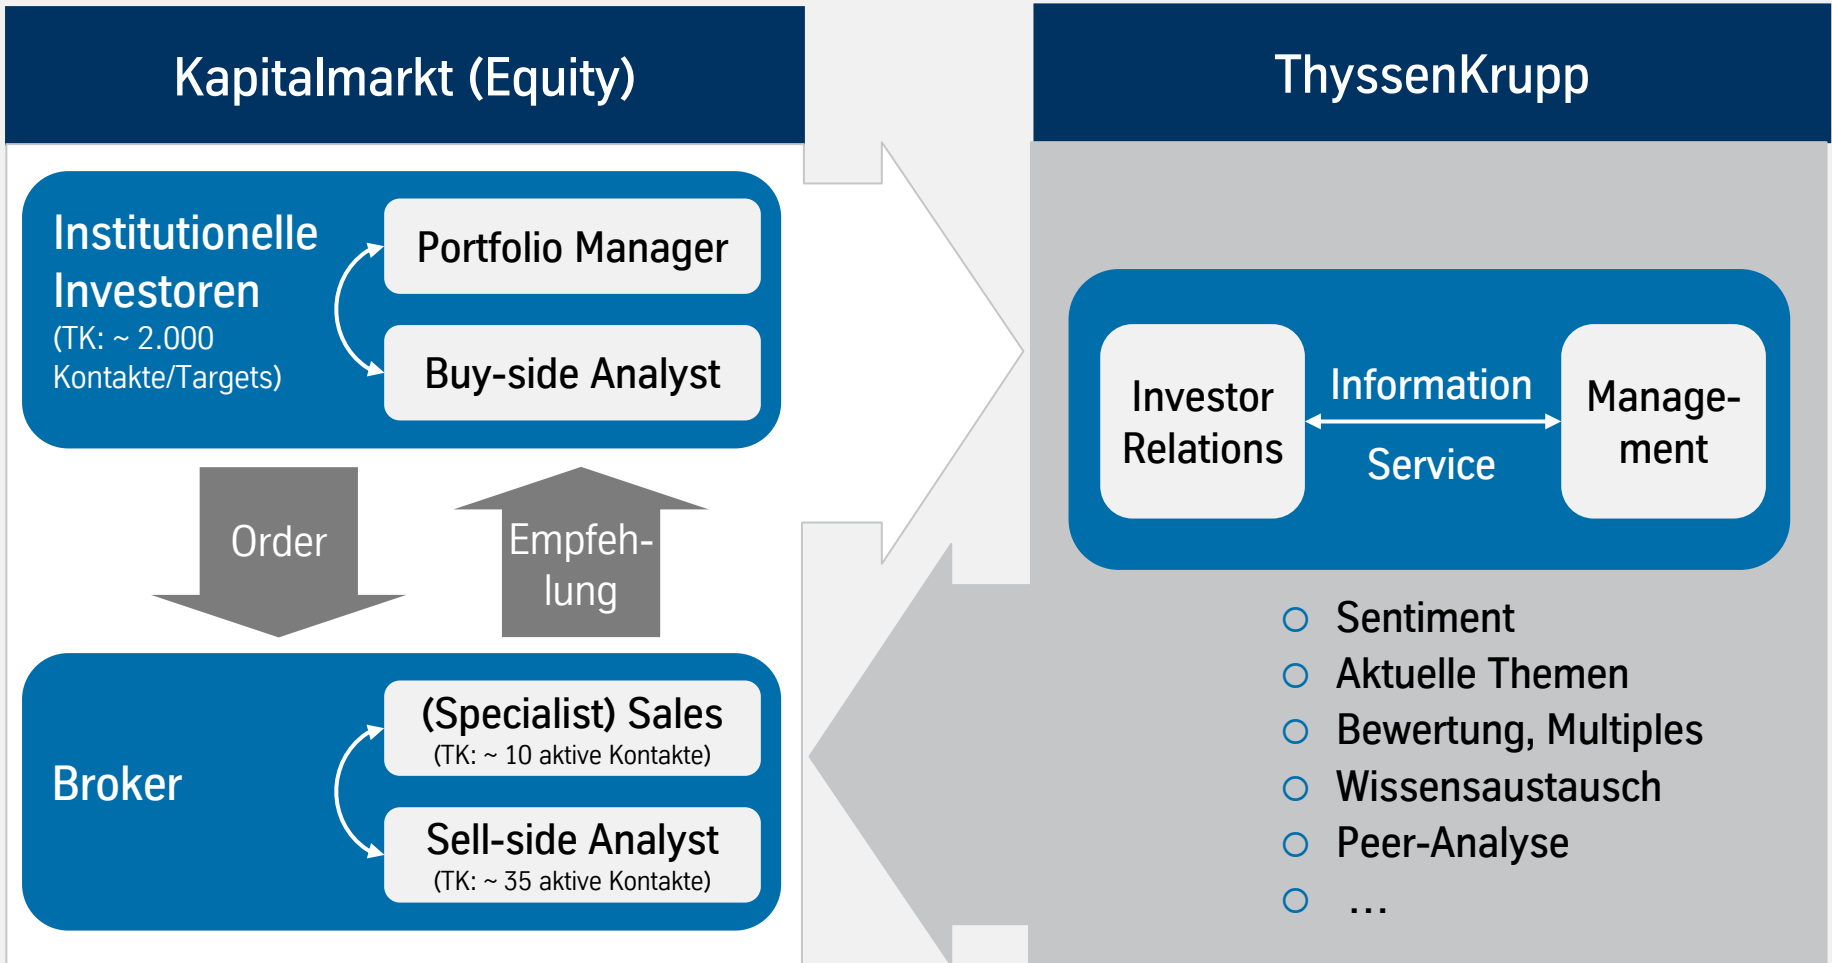 Kapitalmarkt (Equity)
Institutionelle
Investoren
(TK: ~ 2.000
Kontakte/Targets)
Portfolio Manager
Buy-side Analyst
Order
Empfeh-
lung
Broker
(Specialist) Sales
(TK: ~ 10 aktive Kontakte)
Sell-side Analyst
(TK: ~ 35 aktive Kontakte)
ThyssenKrupp
Investor
Relations
Information
Service
Manage-
ment
Sentiment
Aktuelle Themen
Bewertung, Multiples
Wissensaustausch
Peer-Analyse
...